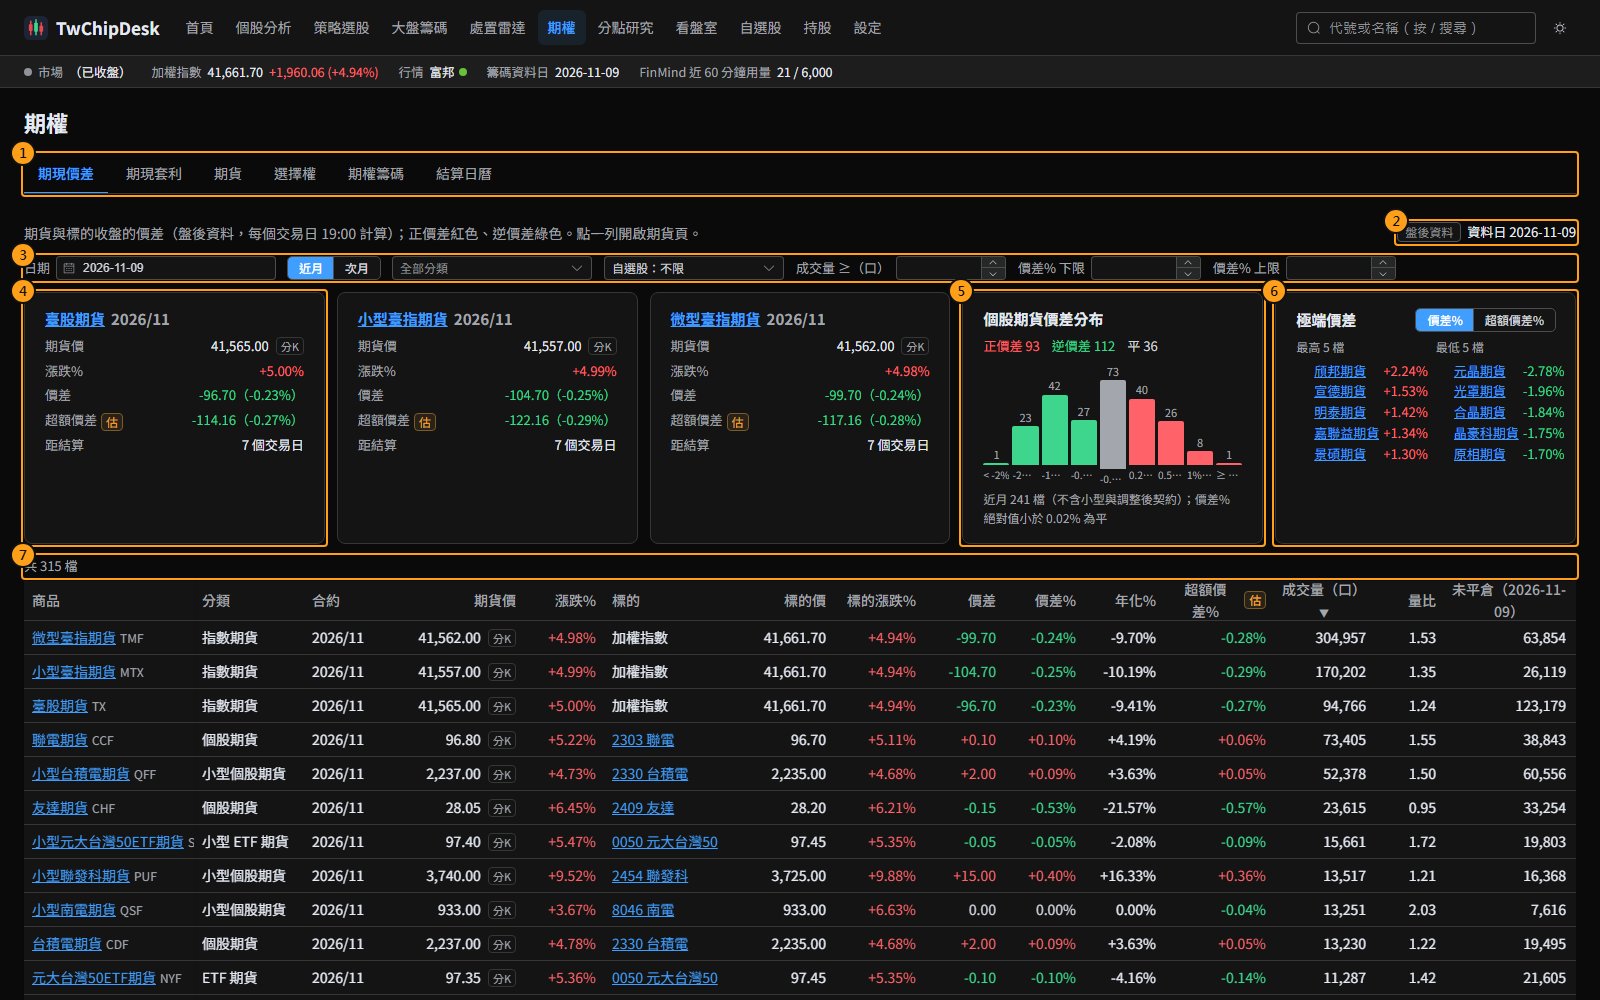 TwChipDesk 首頁 個股分析 策略選股 大盤籌碼 處置雷達 期權 分點研究 看盤室 自選股 持股 設定 代號或名稱（按 / 搜尋）
市場 （已收盤） 加權指數 41,661.70 +1,960.06 (+4.94%) 行情 富邦 籌碼資料日 2026-11-09 FinMind 近 60 分鐘用量 21 / 6,000
期權
1
期現價差 期現套利 期貨 選擇權 期權籌碼 結算日曆
2
期貨與標的收盤的價差（盤後資料，每個交易日 19:00 計算）；正價差紅色、逆價差綠色。點一列開啟期貨頁。 盤後資料 資料日 2026-11-09
3
日期 2026-11-09 近月 次月 全部分類 自選股：不限 成交量 ≥（口） 價差% 下限 價差% 上限
4 5 6
臺股期貨 2026/11
期貨價 41,565.00 分K
漲跌% +5.00%
價差 -96.70（-0.23%）
超額價差 估 -114.16（-0.27%）
距結算 7 個交易日
小型臺指期貨 2026/11
期貨價 41,557.00 分K
漲跌% +4.99%
價差 -104.70（-0.25%）
超額價差 估 -122.16（-0.29%）
距結算 7 個交易日
微型臺指期貨 2026/11
期貨價 41,562.00 分K
漲跌% +4.98%
價差 -99.70（-0.24%）
超額價差 估 -117.16（-0.28%）
距結算 7 個交易日
個股期貨價差分布
正價差 93 逆價差 112 平 36
1 23 42 27 73 40 26 8 1
< -2% -2… -1… -0.… -0.… 0.2… 0.5… 1%… ≥ …
近月 241 檔（不含小型與調整後契約）；價差%
絕對值小於 0.02% 為平
極端價差 價差% 超額價差%
最高 5 檔 最低 5 檔
頎邦期貨 +2.24% 元晶期貨 -2.78%
宣德期貨 +1.53% 光罩期貨 -1.96%
明泰期貨 +1.42% 合晶期貨 -1.84%
嘉聯益期貨 +1.34% 晶豪科期貨 -1.75%
景碩期貨 +1.30% 原相期貨 -1.70%
7
共 315 檔
商品 分類 合約 期貨價 漲跌% 標的 標的價 標的漲跌% 價差 價差% 年化% 超額價差% 估 成交量（口）▼ 量比 未平倉（2026-11-09）
微型臺指期貨 TMF 指數期貨 2026/11 41,562.00 分K +4.98% 加權指數 41,661.70 +4.94% -99.70 -0.24% -9.70% -0.28% 304,957 1.53 63,854
小型臺指期貨 MTX 指數期貨 2026/11 41,557.00 分K +4.99% 加權指數 41,661.70 +4.94% -104.70 -0.25% -10.19% -0.29% 170,202 1.35 26,119
臺股期貨 TX 指數期貨 2026/11 41,565.00 分K +5.00% 加權指數 41,661.70 +4.94% -96.70 -0.23% -9.41% -0.27% 94,766 1.24 123,179
聯電期貨 CCF 個股期貨 2026/11 96.80 分K +5.22% 2303 聯電 96.70 +5.11% +0.10 +0.10% +4.19% +0.06% 73,405 1.55 38,843
小型台積電期貨 QFF 小型個股期貨 2026/11 2,237.00 分K +4.73% 2330 台積電 2,235.00 +4.68% +2.00 +0.09% +3.63% +0.05% 52,378 1.50 60,556
友達期貨 CHF 個股期貨 2026/11 28.05 分K +6.45% 2409 友達 28.20 +6.21% -0.15 -0.53% -21.57% -0.57% 23,615 0.95 33,254
小型元大台灣50ETF期貨 S 小型 ETF 期貨 2026/11 97.40 分K +5.47% 0050 元大台灣50 97.45 +5.35% -0.05 -0.05% -2.08% -0.09% 15,661 1.72 19,803
小型聯發科期貨 PUF 小型個股期貨 2026/11 3,740.00 分K +9.52% 2454 聯發科 3,725.00 +9.88% +15.00 +0.40% +16.33% +0.36% 13,517 1.21 16,368
小型南電期貨 QSF 小型個股期貨 2026/11 933.00 分K +3.67% 8046 南電 933.00 +6.63% 0.00 0.00% 0.00% -0.04% 13,251 2.03 7,616
台積電期貨 CDF 個股期貨 2026/11 2,237.00 分K +4.78% 2330 台積電 2,235.00 +4.68% +2.00 +0.09% +3.63% +0.05% 13,230 1.22 19,495
元大台灣50ETF期貨 NYF ETF 期貨 2026/11 97.35 分K +5.36% 0050 元大台灣50 97.45 +5.35% -0.10 -0.10% -4.16% -0.14% 11,287 1.42 21,605